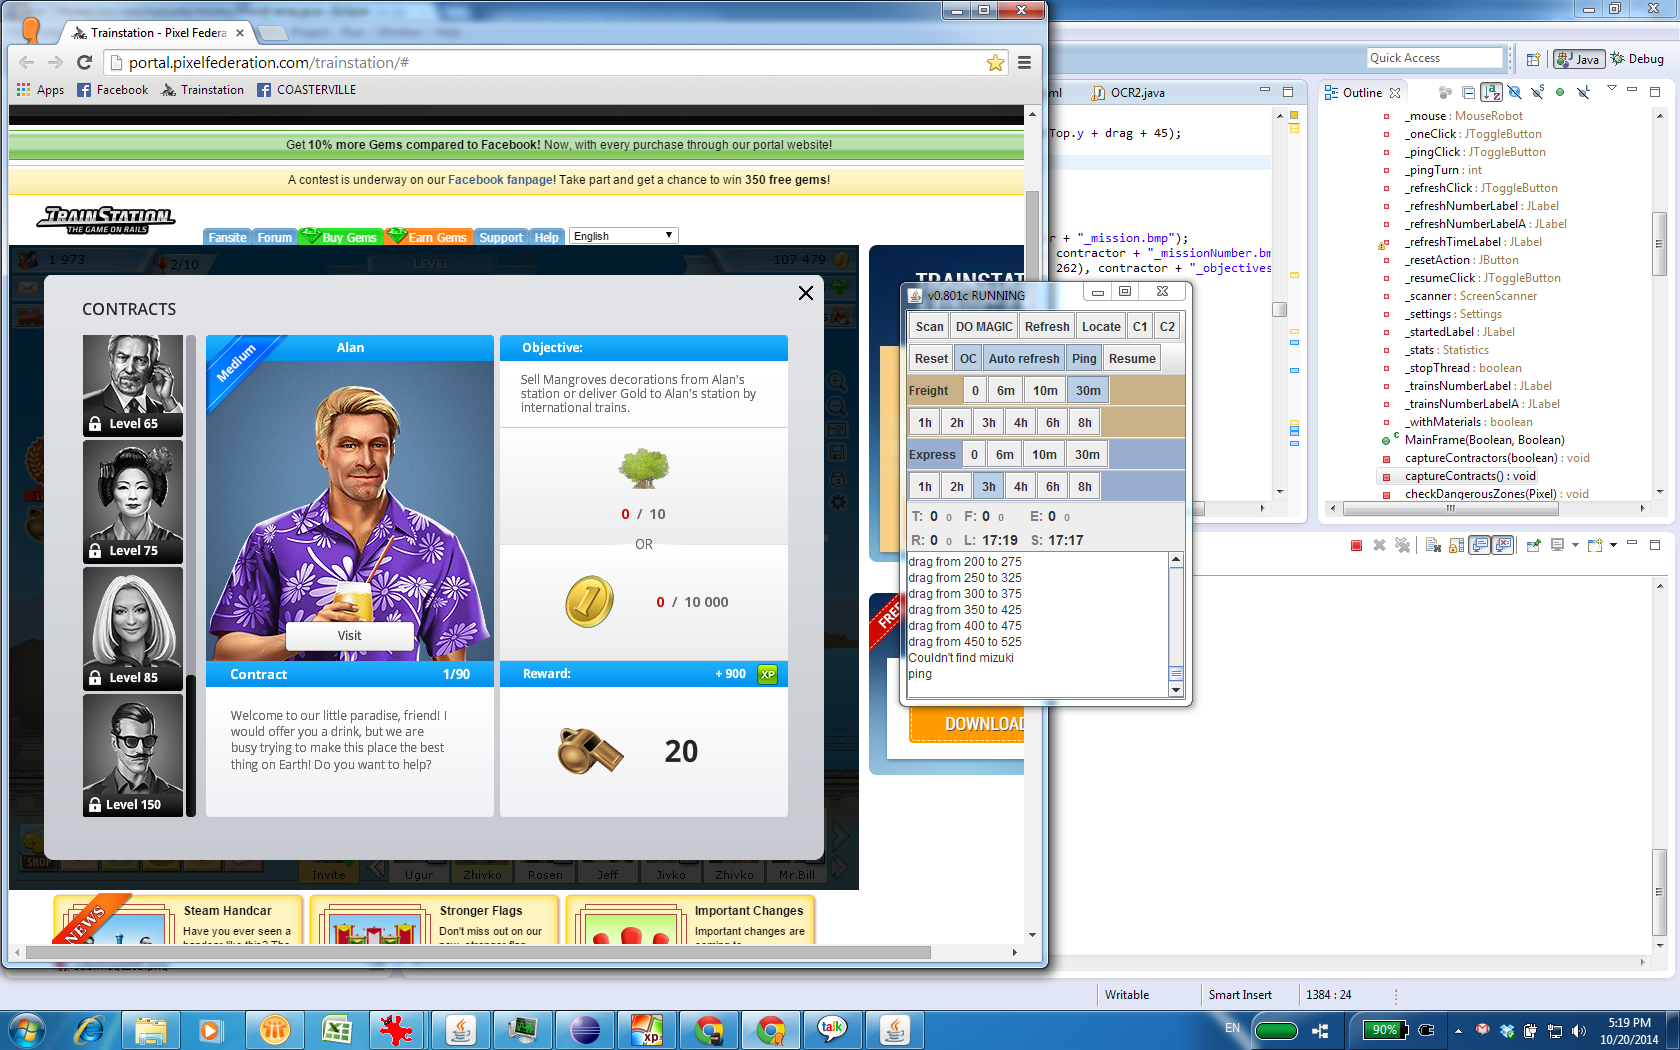 Trainstation - Pixel Federa
portal.pixelfederation.com/trainstation/#
Apps
Facebook
Trainstation
COASTERVILLE
Get 10% more Gems compared to Facebook! Now, with every purchase through our portal website!
A contest is underway on our Facebook fanpage! Take part and get a chance to win 350 free gems!
TRAINSTATION
THE GAME ON RAILS
Fansite
Forum
Buy Gems
Earn Gems
Support
Help
English
1 973
2/10
LEVEL
107 479
CONTRACTS
Level 65
Level 75
Level 85
Level 150
Medium
Alan
Visit
Contract
1/90
Welcome to our little paradise, friend! I
would offer you a drink, but we are
busy trying to make this place the best
thing on Earth! Do you want to help?
Objective:
Sell Mangroves decorations from Alan's
station or deliver Gold to Alan's station by
international trains.
0 / 10
OR
0 / 10 000
Reward:
+ 900 XP
20
SHOP
Invite
Ugur
Zhivko
Rosen
Jeff
Jivko
Zhivko
Mr.Bill
NEWS
Steam Handcar
Have you ever seen a
Stronger Flags
Don't miss out on our
Important Changes
Important changes are
TRAINSTAT
FREE
DOWNLOAD
v0.801c RUNNING
Scan
DO MAGIC
Refresh
Locate
C1
C2
Reset
OC
Auto refresh
Ping
Resume
Freight
0
6m
10m
30m
1h
2h
3h
4h
6h
8h
Express
0
6m
10m
30m
1h
2h
3h
4h
6h
8h
T: 0 0 F: 0 0 E: 0 0
R: 0 0 L: 17:19 S: 17:17
drag from 200 to 275
drag from 250 to 325
drag from 300 to 375
drag from 350 to 425
drag from 400 to 475
drag from 450 to 525
Couldn't find mizuki
ping
Quick Access
Java
Debug
ml
OCR2.java
Top.y + drag + 45);
r + "_mission.bmp");
contractor + "_missionNumber.bm
262), contractor + "_objectives
Outline
_mouse : MouseRobot
_oneClick : JToggleButton
_pingClick : JToggleButton
_pingTurn : int
_refreshClick : JToggleButton
_refreshNumberLabel : JLabel
_refreshNumberLabelA : JLabel
_refreshTimeLabel : JLabel
_resetAction : JButton
_resumeClick : JToggleButton
_scanner : ScreenScanner
_settings : Settings
_startedLabel : JLabel
_stats : Statistics
_stopThread : boolean
_trainsNumberLabel : JLabel
_trainsNumberLabelA : JLabel
_withMaterials : boolean
MainFrame(Boolean, Boolean)
captureContractors(boolean) : void
captureContracts() : void
checkDangerousZones(Pixel) : void
Writable
Smart Insert
1384 : 24
xp
talk
EN
90%
5:19 PM
10/20/2014